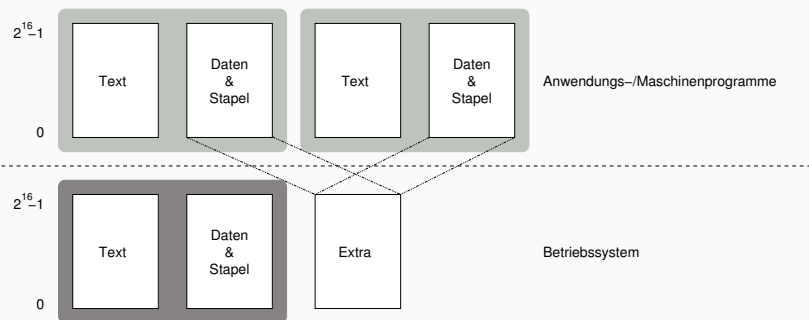 2^16−1
Text
Daten
&
Stapel
Text
Daten
&
Stapel
Anwendungs−/Maschinenprogramme
0
2^16−1
Text
Daten
&
Stapel
Extra
Betriebssystem
0